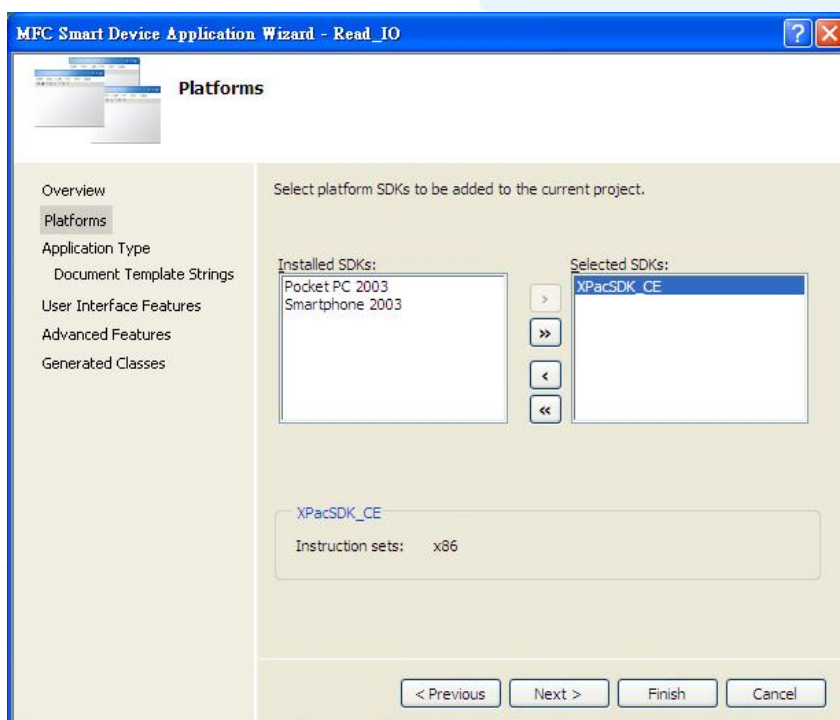 MFC Smart Device Application Wizard - Read_IO
Platforms
Overview
Platforms
Application Type
Document Template Strings
User Interface Features
Advanced Features
Generated Classes
Select platform SDKs to be added to the current project.
Installed SDKs:
Pocket PC 2003
Smartphone 2003
>
>>
<
<<
Selected SDKs:
XPacSDK_CE
XPacSDK_CE
Instruction sets: x86
< Previous
Next >
Finish
Cancel